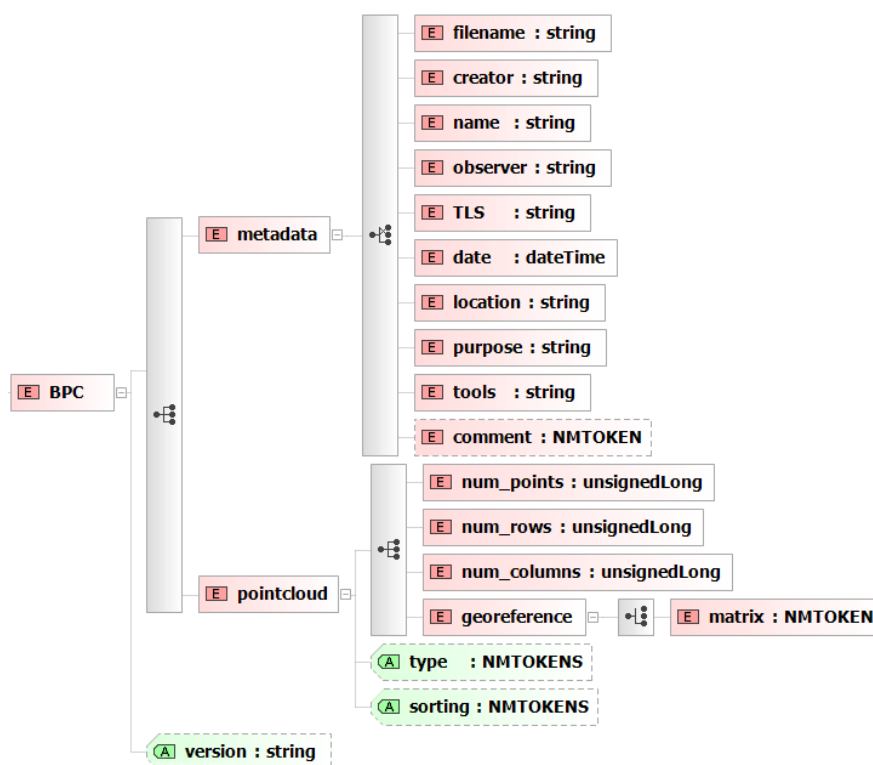 E filename : string
E creator : string
E name : string
E observer : string
E TLS : string
E metadata
E date : dateTime
E location : string
E purpose : string
E tools : string
E BPC
E comment : NMTOKEN
E num_points : unsignedLong
E num_rows : unsignedLong
E num_columns : unsignedLong
E pointcloud
E georeference
E matrix : NMTOKEN
A type : NMTOKENS
A sorting : NMTOKENS
A version : string